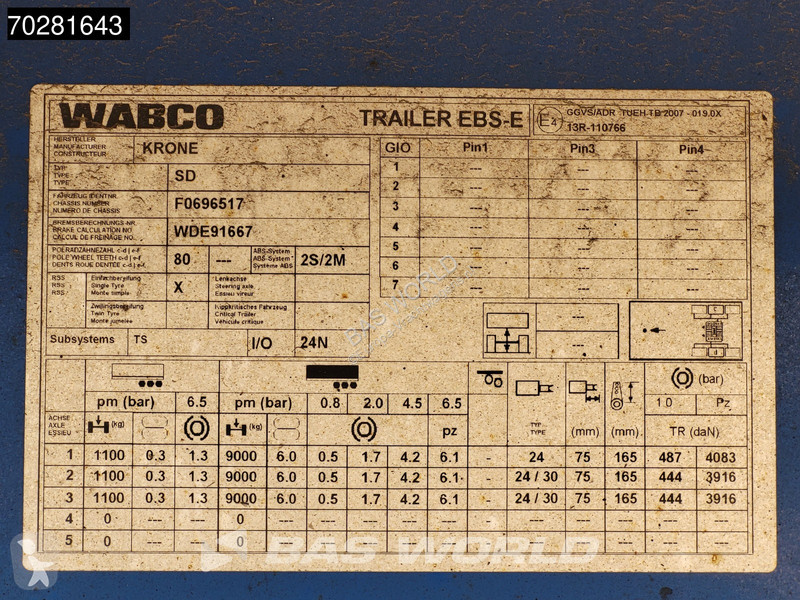 70281643
WABCO TRAILER EBS-E E4 GGVS/ADR TUEH-TB 2007 - 019.0X
13R-110766
HERSTELLER
MANUFACTURER
CONSTRUCTEUR
KRONE
GIO Pin1 Pin3 Pin4
TYP
TYPE
TYPE
SD
FAHRZEUG IDENTNR.
CHASSIS NUMBER
NUMERO DE CHASSIS
F0696517
BREMSBERECHNUNGS-NR.
BRAKE CALCULATION NO.
CALCUL DE FREINAGE NO.
WDE91667
POLRADZAHNEZAHL c-d | e-f
POLE WHEEL TEETH c-d | e-f
DENTS ROUE DENTÉE c-d | e-f
80 ---
ABS-System
ABS-System
Système ABS
2S/2M
RSS
RSS
RSS
Einfachbereifung
Single Tyre
Monte simple
X
Lenkachse
Steering axle
Essieu vireur
Zwillingsbereifung
Twin Tyre
Monte jumelée
Kippkritisches Fahrzeug
Critical Trailer
Véhicule critique
Subsystems TS I/O 24N
1 --- --- ---
2 --- --- ---
3 --- --- ---
4 --- --- ---
5 --- --- ---
6 --- --- ---
7 --- --- ---
---
---
c
d
pm (bar) 6.5 pm (bar) 0.8 2.0 4.5 6.5 (bar)
1.0 Pz
ACHSE
AXLE
ESSIEU
(kg) (kg) pz
TYP
TYPE
(mm) (mm) TR (daN)
1 1100 0.3 1.3 9000 6.0 0.5 1.7 4.2 6.1 - 24 75 165 487 4083
2 1100 0.3 1.3 9000 6.0 0.5 1.7 4.2 6.1 - 24 / 30 75 165 444 3916
3 1100 0.3 1.3 9000 6.0 0.5 1.7 4.2 6.1 - 24 / 30 75 165 444 3916
4 0 --- --- 0 --- --- --- --- --- - --- --- --- --- ---
5 0 --- --- 0 --- --- --- --- --- - --- --- --- --- ---
BAS WORLD
BAS WORLD